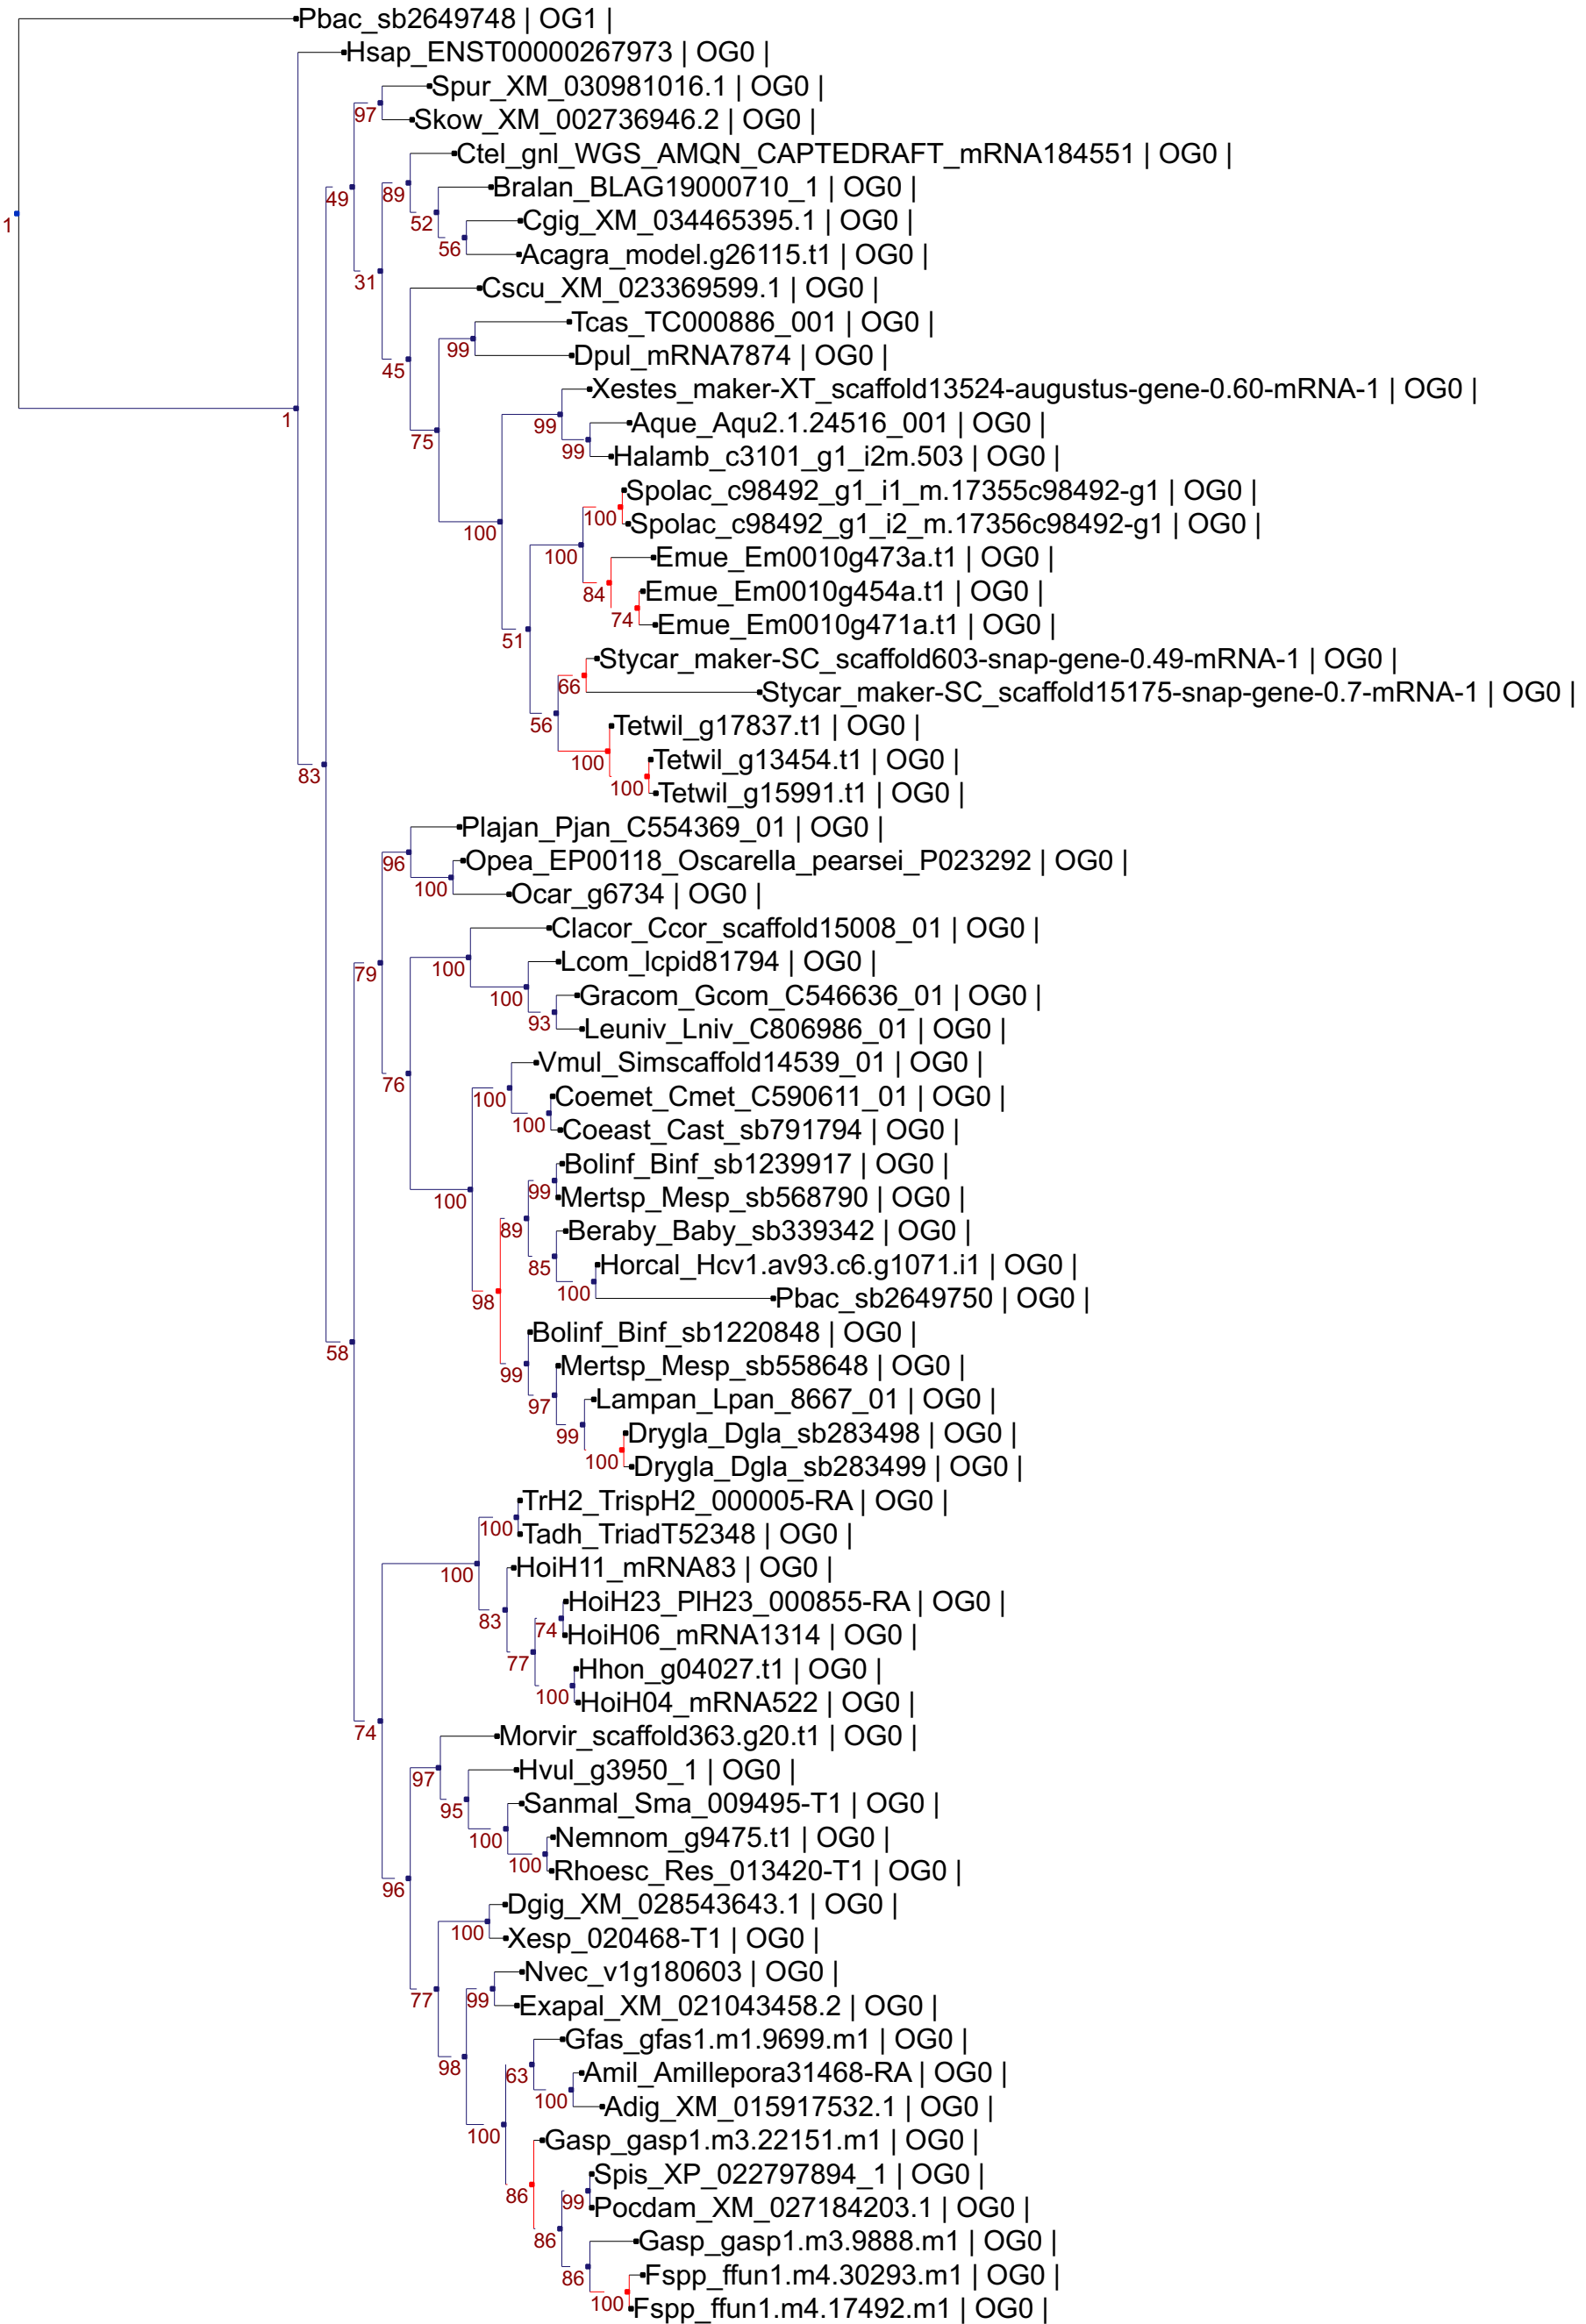 Pbac_sb2649748 | OG1 |
Hsap_ENST00000267973 | OG0 |
Spur_XM_030981016.1 | OG0 |
97
Skow_XM_002736946.2 | OG0 |
Ctel_gnl_WGS_AMQN_CAPTEDRAFT_mRNA184551 | OG0 |
49
89
Bralan_BLAG19000710_1 | OG0 |
1
52
Cgig_XM_034465395.1 | OG0 |
56
Acagra_model.g26115.t1 | OG0 |
31
Cscu_XM_023369599.1 | OG0 |
Tcas_TC000886_001 | OG0 |
99
Dpul_mRNA7874 | OG0 |
45
Xestes_maker-XT_scaffold13524-augustus-gene-0.60-mRNA-1 | OG0 |
1
99
Aque_Aqu2.1.24516_001 | OG0 |
75
99
Halamb_c3101_g1_i2m.503 | OG0 |
Spolac_c98492_g1_i1_m.17355c98492-g1 | OG0 |
100
100
Spolac_c98492_g1_i2_m.17356c98492-g1 | OG0 |
100
Emue_Em0010g473a.t1 | OG0 |
84
Emue_Em0010g454a.t1 | OG0 |
74
Emue_Em0010g471a.t1 | OG0 |
51
Stycar_maker-SC_scaffold603-snap-gene-0.49-mRNA-1 | OG0 |
66
Stycar_maker-SC_scaffold15175-snap-gene-0.7-mRNA-1 | OG0 |
56
Tetwil_g17837.t1 | OG0 |
100
Tetwil_g13454.t1 | OG0 |
83
100
Tetwil_g15991.t1 | OG0 |
Plajan_Pjan_C554369_01 | OG0 |
96
Opea_EP00118_Oscarella_pearsei_P023292 | OG0 |
100
Ocar_g6734 | OG0 |
Clacor_Ccor_scaffold15008_01 | OG0 |
79
100
Lcom_lcpid81794 | OG0 |
100
Gracom_Gcom_C546636_01 | OG0 |
93
Leuniv_Lniv_C806986_01 | OG0 |
Vmul_Simscaffold14539_01 | OG0 |
76
100
Coemet_Cmet_C590611_01 | OG0 |
100
Coeast_Cast_sb791794 | OG0 |
Bolinf_Binf_sb1239917 | OG0 |
100
99
Mertsp_Mesp_sb568790 | OG0 |
89
Beraby_Baby_sb339342 | OG0 |
85
Horcal_Hcv1.av93.c6.g1071.i1 | OG0 |
98
100
Pbac_sb2649750 | OG0 |
58
Bolinf_Binf_sb1220848 | OG0 |
99
Mertsp_Mesp_sb558648 | OG0 |
97
Lampan_Lpan_8667_01 | OG0 |
99
Drygla_Dgla_sb283498 | OG0 |
100
Drygla_Dgla_sb283499 | OG0 |
TrH2_TrispH2_000005-RA | OG0 |
100
Tadh_TriadT52348 | OG0 |
100
HoiH11_mRNA83 | OG0 |
83
HoiH23_PlH23_000855-RA | OG0 |
74
HoiH06_mRNA1314 | OG0 |
77
Hhon_g04027.t1 | OG0 |
100
HoiH04_mRNA522 | OG0 |
74
Morvir_scaffold363.g20.t1 | OG0 |
97
Hvul_g3950_1 | OG0 |
95
Sanmal_Sma_009495-T1 | OG0 |
100
Nemnom_g9475.t1 | OG0 |
100
Rhoesc_Res_013420-T1 | OG0 |
96
Dgig_XM_028543643.1 | OG0 |
100
Xesp_020468-T1 | OG0 |
Nvec_v1g180603 | OG0 |
77
99
Exapal_XM_021043458.2 | OG0 |
Gfas_gfas1.m1.9699.m1 | OG0 |
98
63
Amil_Amillepora31468-RA | OG0 |
100
Adig_XM_015917532.1 | OG0 |
100
Gasp_gasp1.m3.22151.m1 | OG0 |
Spis_XP_022797894_1 | OG0 |
86
99
Pocdam_XM_027184203.1 | OG0 |
86
Gasp_gasp1.m3.9888.m1 | OG0 |
86
Fspp_ffun1.m4.30293.m1 | OG0 |
100
Fspp_ffun1.m4.17492.m1 | OG0 |